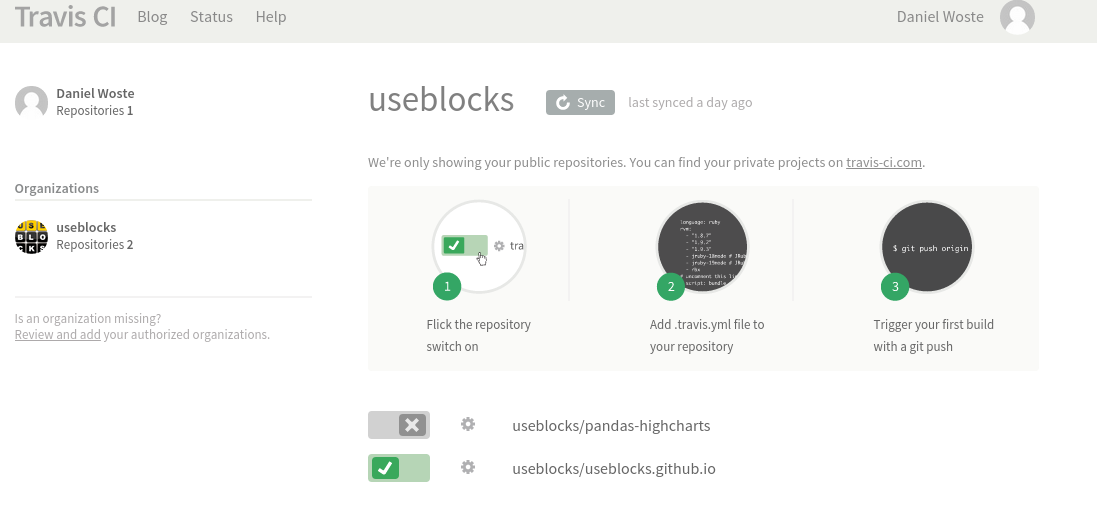 Travis CI Blog Status Help Daniel Woste
Daniel Woste
Repositories 1
Organizations
useblocks
Repositories 2
Is an organization missing?
Review and add your authorized organizations.
useblocks Sync last synced a day ago
We're only showing your public repositories. You can find your private projects on travis-ci.com.
tra
1
Flick the repository
switch on
language: ruby
rvm:
- "1.8.7"
- "1.9.2"
- "1.9.3"
- jruby-18mode # JRub
- jruby-19mode # JRu
- rbx
# uncomment this li
script: bundle
2
Add .travis.yml file to
your repository
$ git push origin
3
Trigger your first build
with a git push
useblocks/pandas-highcharts
useblocks/useblocks.github.io